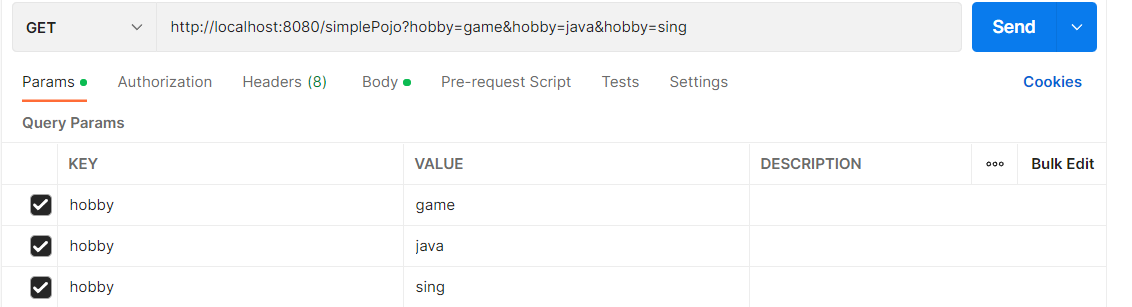 GET http://localhost:8080/simplePojo?hobby=game&hobby=java&hobby=sing Send
Params Authorization Headers (8) Body Pre-request Script Tests Settings Cookies
Query Params
KEY VALUE DESCRIPTION ooo Bulk Edit
hobby game
hobby java
hobby sing